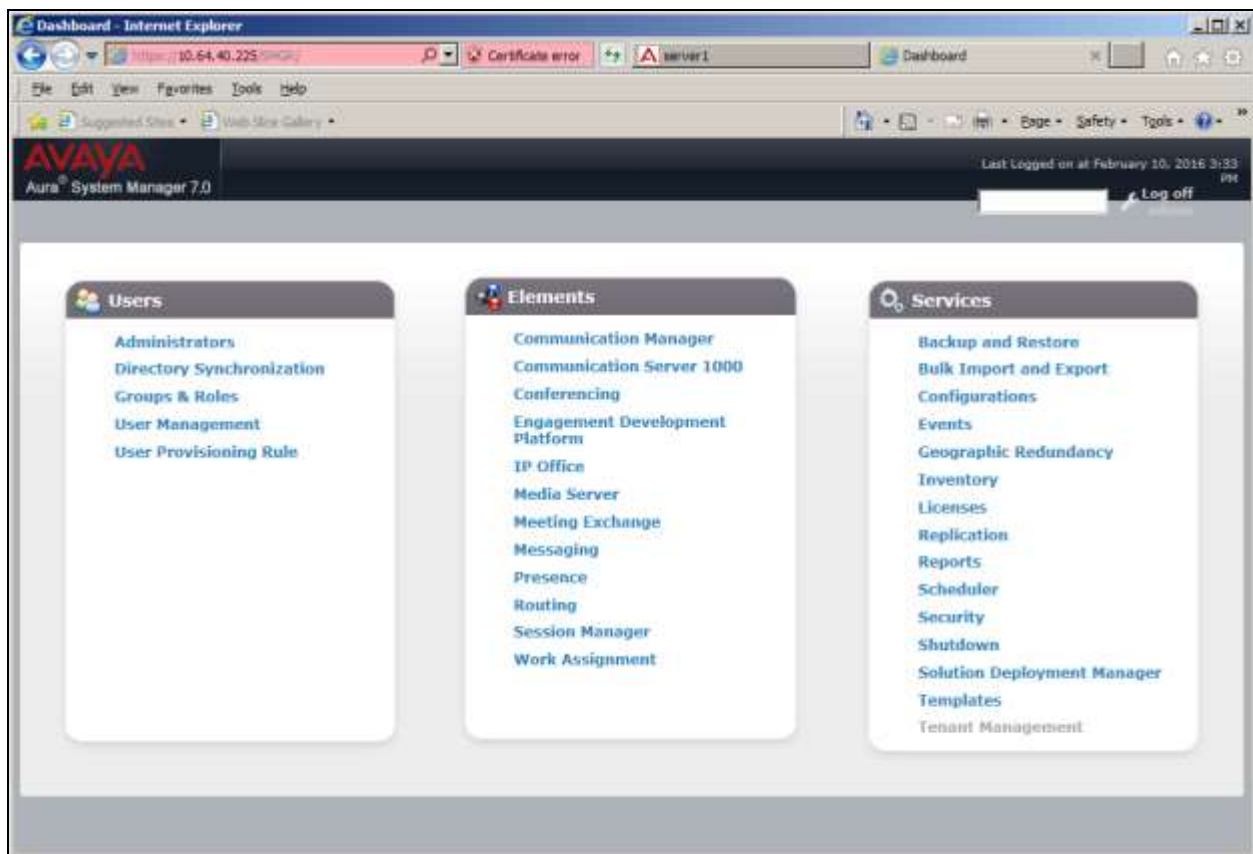 Dashboard - Internet Explorer
https://10.64.40.225/SMGR/
Certificate error
server1
Dashboard
File Edit View Favorites Tools Help
Suggested Sites
Web Slice Gallery
Page
Safety
Tools
AVAYA
Aura® System Manager 7.0
Last Logged on at February 10, 2016 3:33
PM
Log off
Users
Administrators
Directory Synchronization
Groups & Roles
User Management
User Provisioning Rule
Elements
Communication Manager
Communication Server 1000
Conferencing
Engagement Development
Platform
IP Office
Media Server
Meeting Exchange
Messaging
Presence
Routing
Session Manager
Work Assignment
Services
Backup and Restore
Bulk Import and Export
Configurations
Events
Geographic Redundancy
Inventory
Licenses
Replication
Reports
Scheduler
Security
Shutdown
Solution Deployment Manager
Templates
Tenant Management